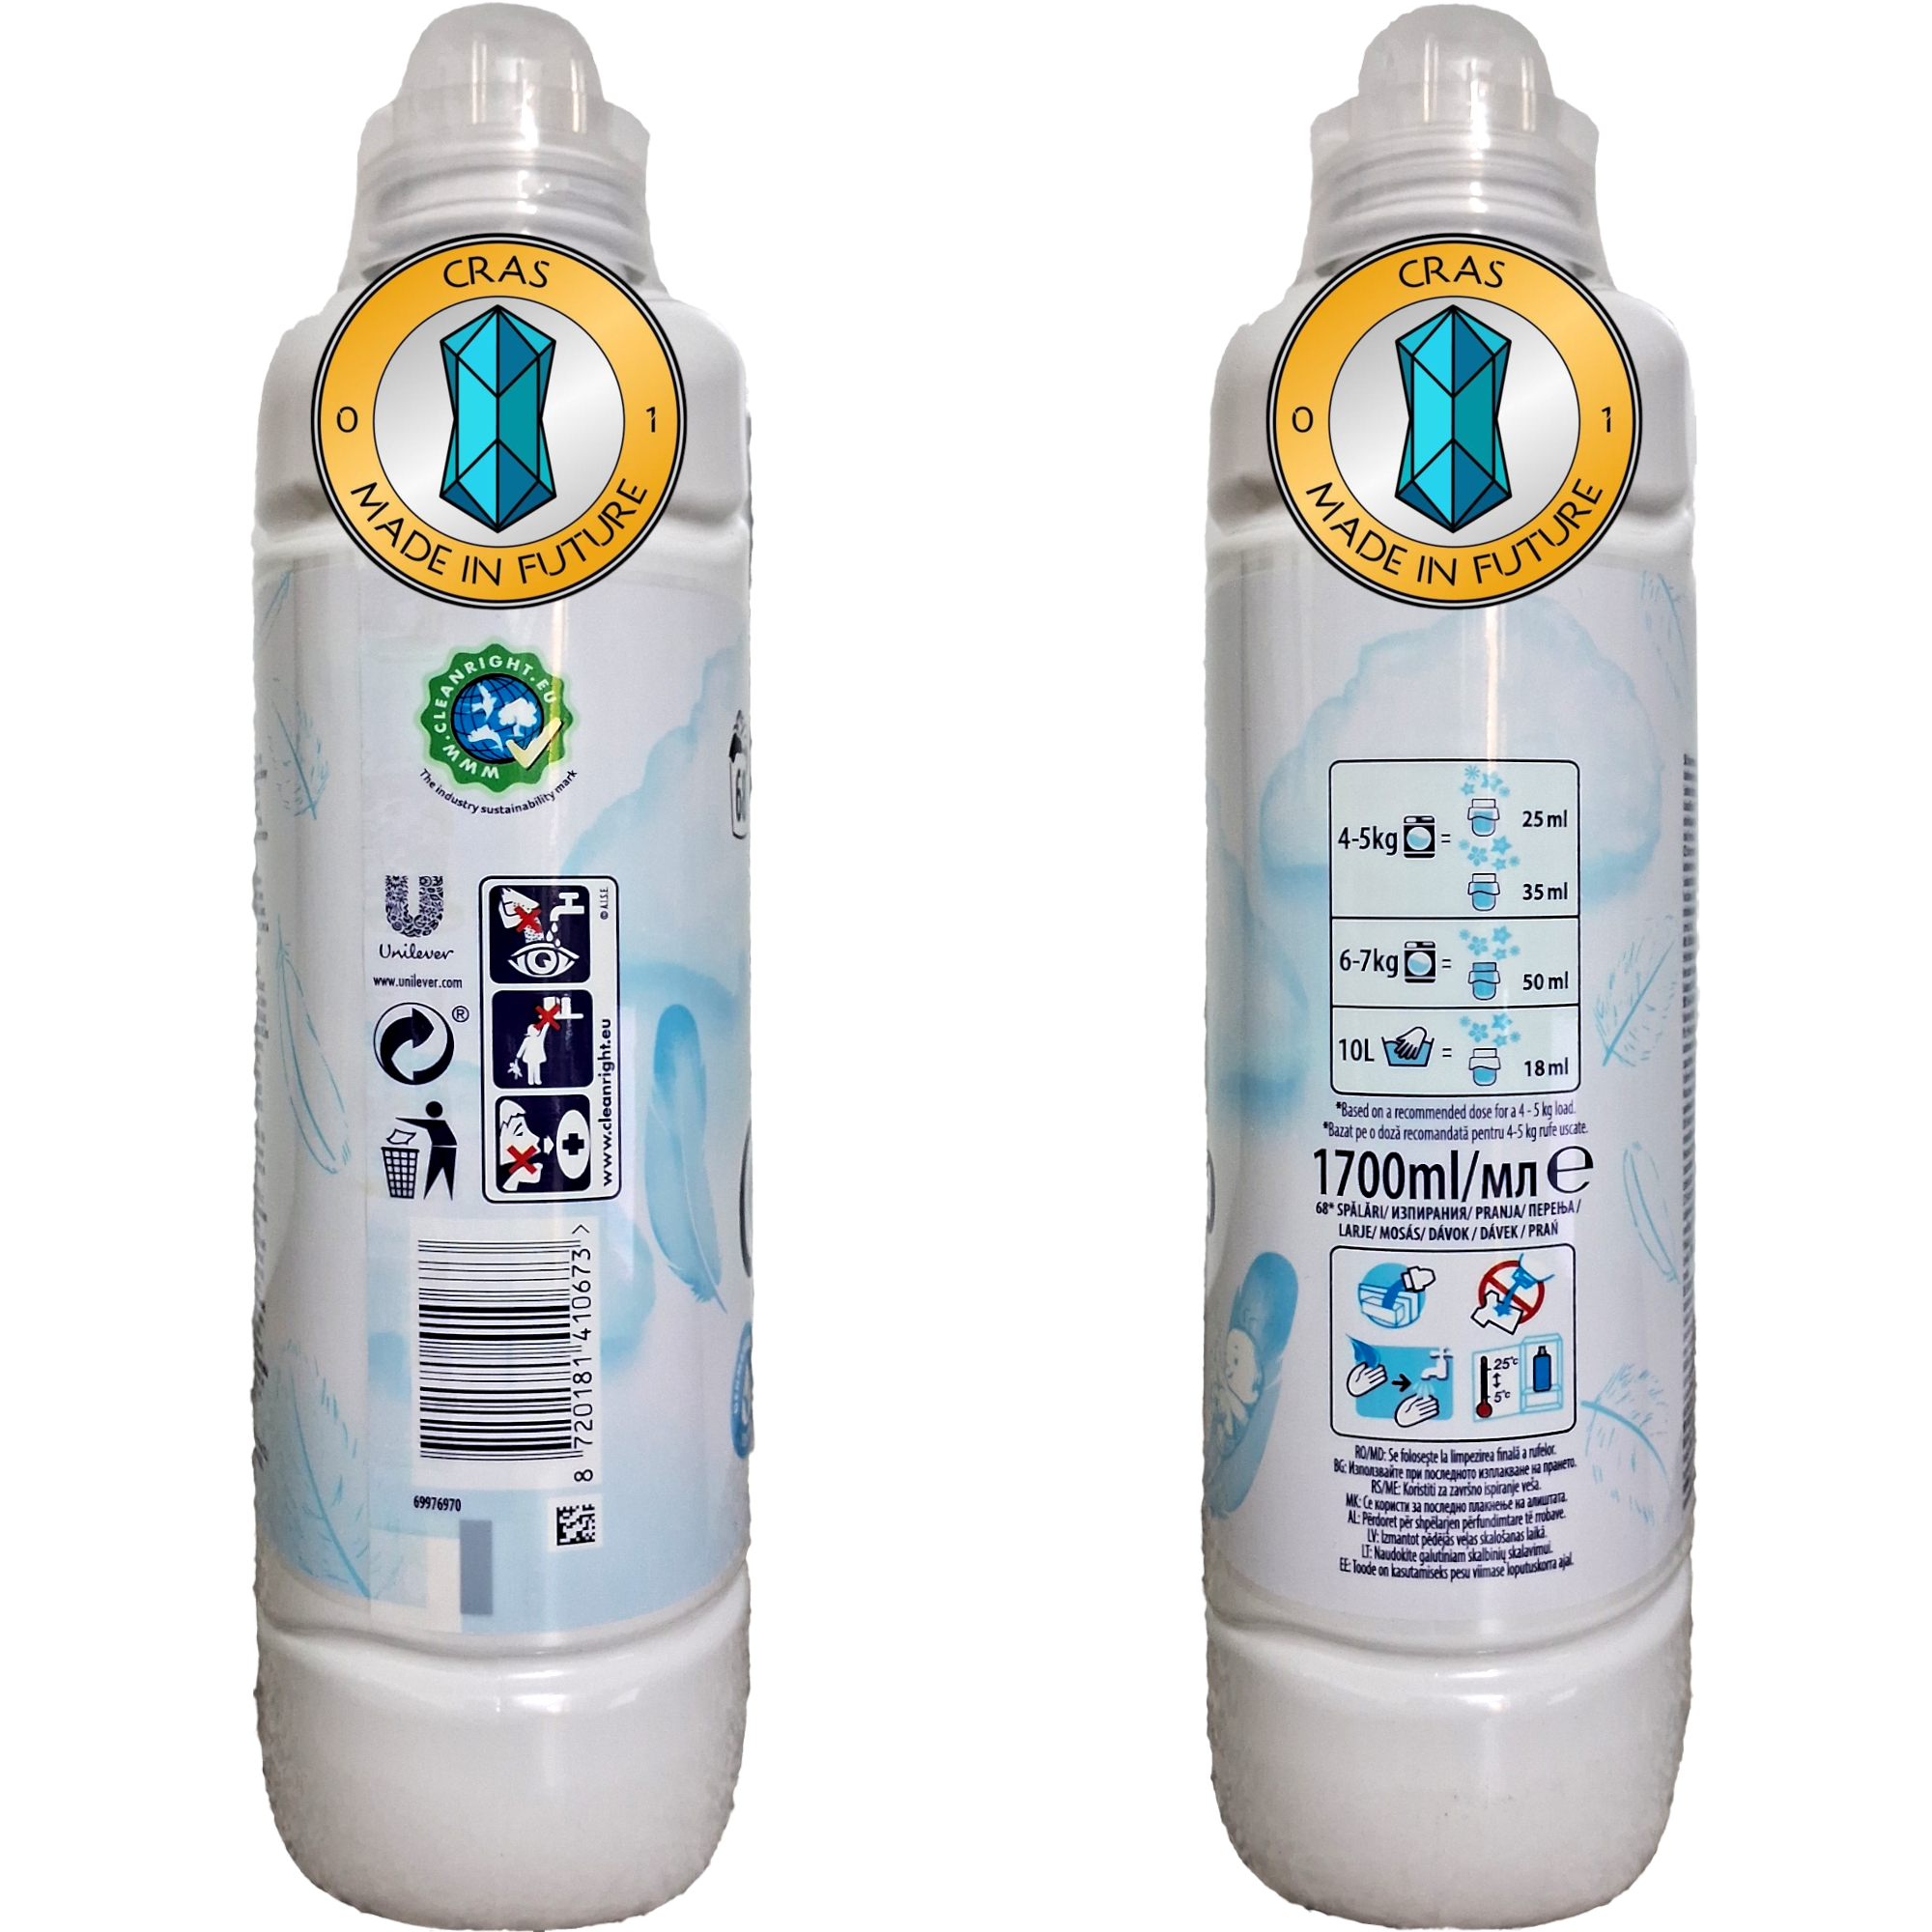 CRAS
0 1
MADE IN FUTURE
WWW.CLEANRIGHT.EU
The industry sustainability mark
Unilever
www.unilever.com
®
© A.I.S.E.
www.cleanright.eu
8 720181 410673 >
69976970
F
CRAS
0 1
MADE IN FUTURE
4-5kg = 25 ml
35 ml
6-7kg = 50 ml
10L = 18 ml
*Based on a recommended dose for a 4 - 5 kg load.
*Bazat pe o doză recomandată pentru 4-5 kg rufe uscate.
1700ml/мл e
68* SPĂLĂRI/ ИЗПИРАНИЯ/ PRANJA/ ПЕРЕЊА/
LARJE/ MOSÁS/ DÁVOK / DÁVEK / PRAŃ
25°c
5°c
RO/MD: Se folosește la limpezirea finală a rufelor.
BG: Използвайте при последното изплакване на прането.
RS/ME: Koristiti za završno ispiranje veša.
MK: Се користи за последно плакнење на алиштата.
AL: Përdoret për shpëlarjen përfundimtare të rrobave.
LV: Izmantot pēdējās veļas skalošanas laikā.
LT: Naudokite galutiniam skalbinių skalavimui.
EE: Toode on kasutamiseks pesu viimase loputuskorra ajal.